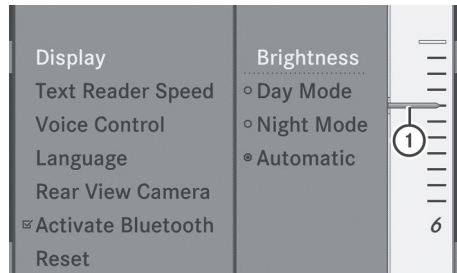 Display
Text Reader Speed
Voice Control
Language
Rear View Camera
Activate Bluetooth
Reset
Brightness
Day Mode
Night Mode
Automatic
1
6